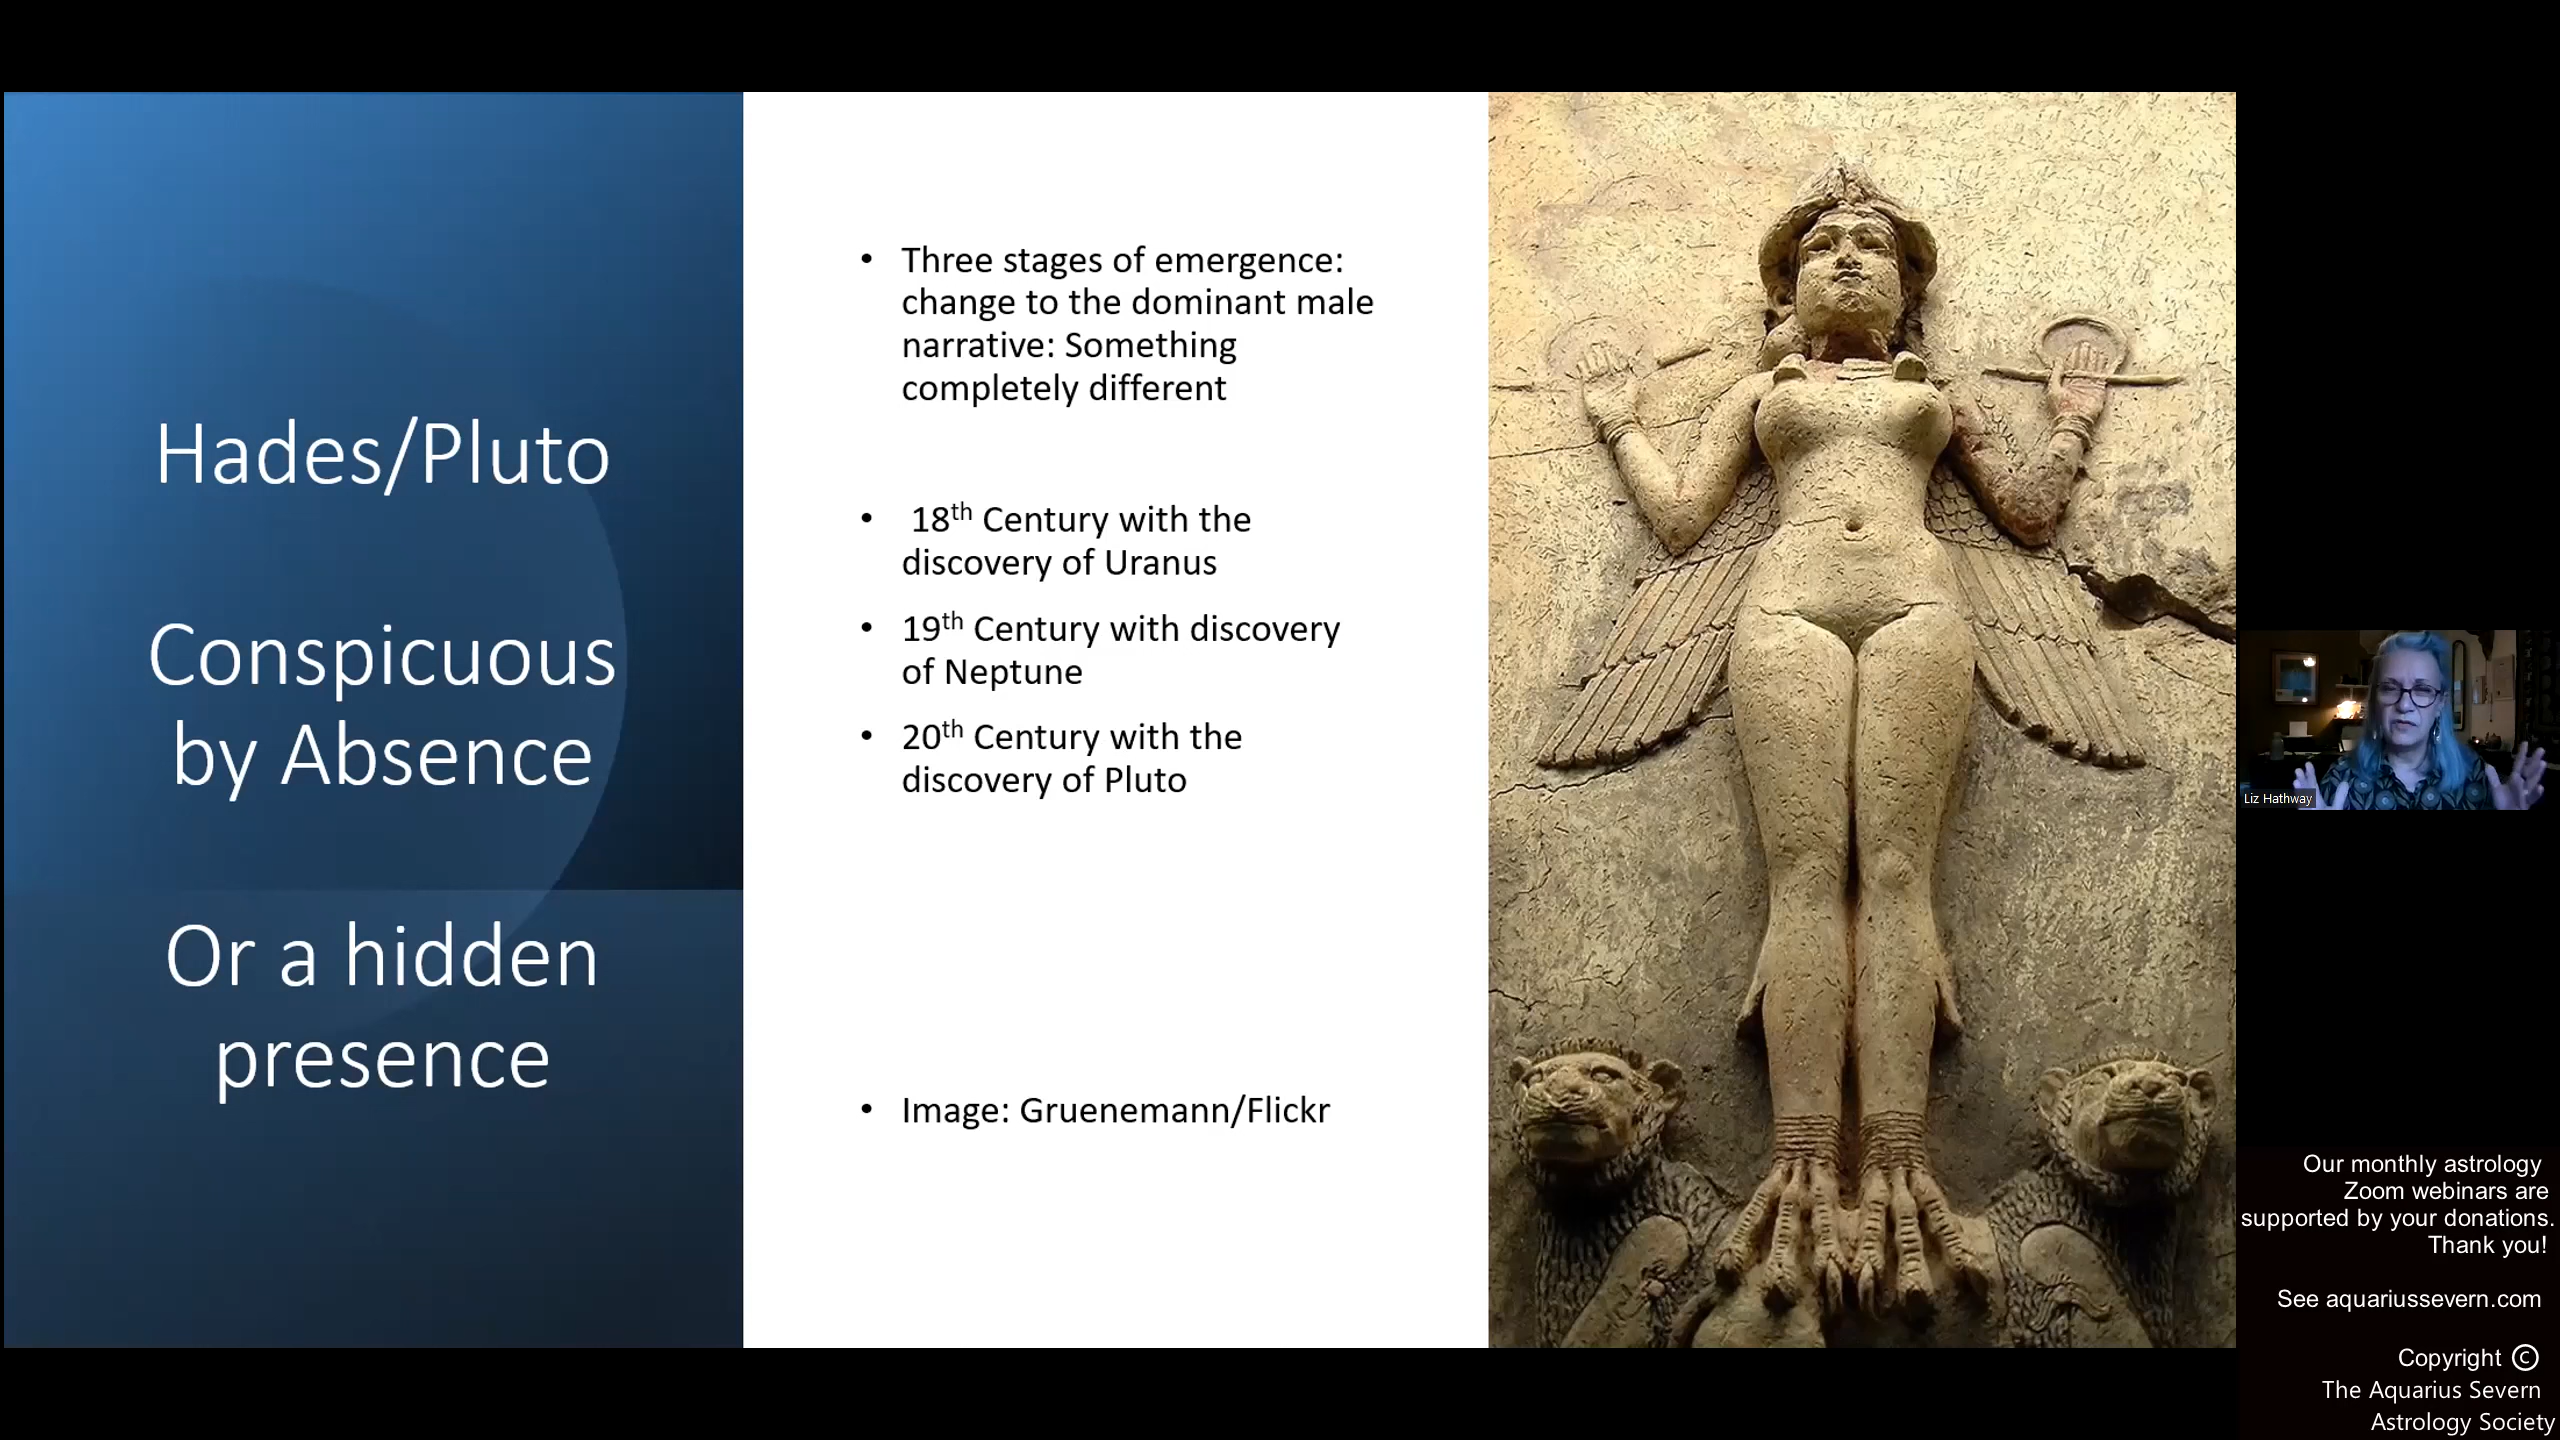 Hades/Pluto
Conspicuous
by Absence
Or a hidden
presence
• Three stages of emergence:
change to the dominant male
narrative: Something
completely different
• 18th Century with the
discovery of Uranus
• 19th Century with discovery
of Neptune
• 20th Century with the
discovery of Pluto
• Image: Gruenemann/Flickr
Liz Hathway
Our monthly astrology
Zoom webinars are
supported by your donations.
Thank you!
See aquariussevern.com
Copyright ©
The Aquarius Severn
Astrology Society